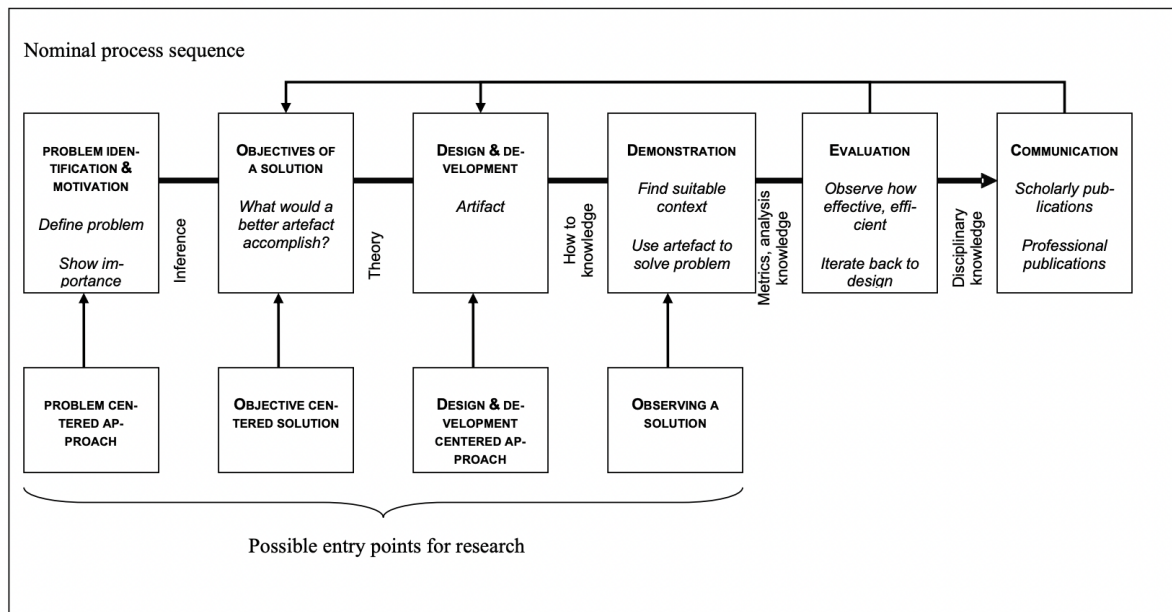 Nominal process sequence
PROBLEM IDEN-
TIFICATION &
MOTIVATION
Define problem
Show im-
portance
Inference
OBJECTIVES OF
A SOLUTION
What would a
better artefact
accomplish?
Theory
DESIGN & DE-
VELOPMENT
Artifact
How to
knowledge
DEMONSTRATION
Find suitable
context
Use artefact to
solve problem
Metrics, analysis
knowledge
EVALUATION
Observe how
effective, effi-
cient
Iterate back to
design
Disciplinary
knowledge
COMMUNICATION
Scholarly pub-
lications
Professional
publications
PROBLEM CEN-
TERED AP-
PROACH
OBJECTIVE CEN-
TERED SOLUTION
DESIGN & DE-
VELOPMENT
CENTERED AP-
PROACH
OBSERVING A
SOLUTION
Possible entry points for research